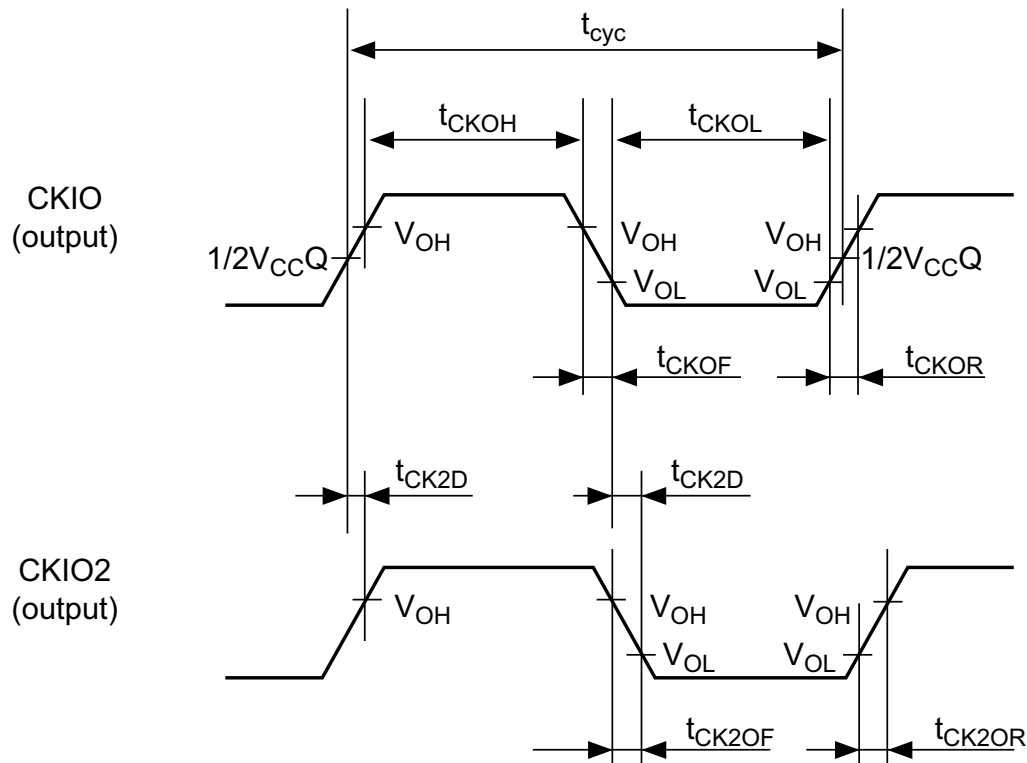 tcyc
tCKOH
tCKOL
CKIO
(output)
VOH
VOH
VOH
1/2VCCQ
1/2VCCQ
VOL
VOL
tCKOF
tCKOR
tCK2D
tCK2D
CKIO2
(output)
VOH
VOH
VOH
VOL
VOL
tCK2OF
tCK2OR